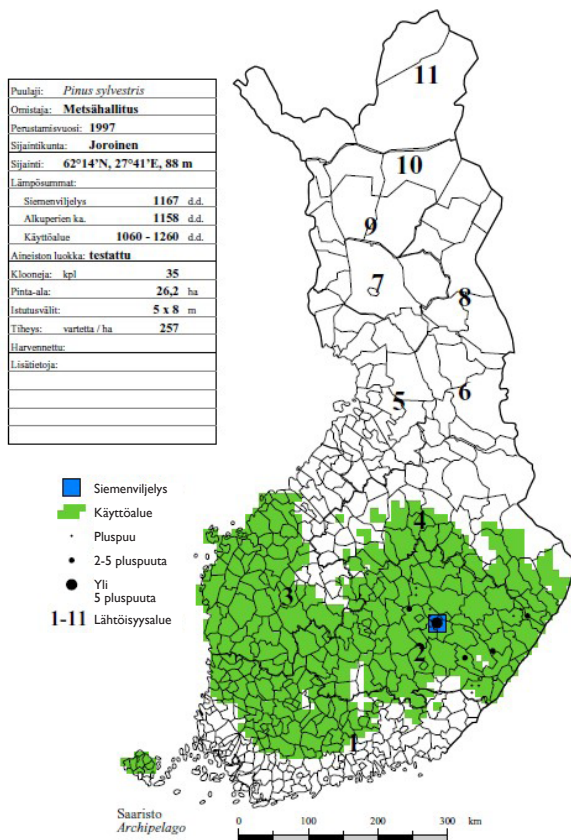 Puulaji: Pinus sylvestris
Omistaja: Metsähallitus
Perustamisvuosi: 1997
Sijaintikunta: Joroinen
Sijainti: 62°14'N, 27°41'E, 88 m
Lämpösummat:
Siemenviljelys 1167 d.d.
Alkuperien ka. 1158 d.d.
Käyttöalue 1060 - 1260 d.d.
Aineiston luokka: testattu
Klooneja: kpl 35
Pinta-ala: 26,2 ha
Istutusvälit: 5 x 8 m
Tiheys: vartetta / ha 257
Harvennettu:
Lisätietoja:
Siemenviljelys
Käyttöalue
Pluspuu
2-5 pluspuuta
Yli
5 pluspuuta
1-11 Lähtöisyysalue
11
10
9
7
8
6
5
4
3
2
1
Saaristo
Archipelago
0 100 200 300 km